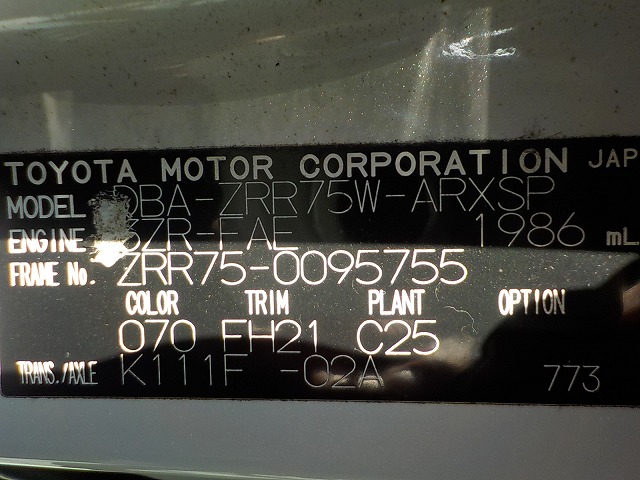 TOYOTA MOTOR CORPORATION JAP
MODEL DBA-ZRR75W-ARXSP
ENGINE 3ZR-FAE 1986 mL
FRAME No. ZRR75-0095755
COLOR TRIM PLANT OPTION
070 FH21 C25
TRANS./AXLE K111F -02A 773